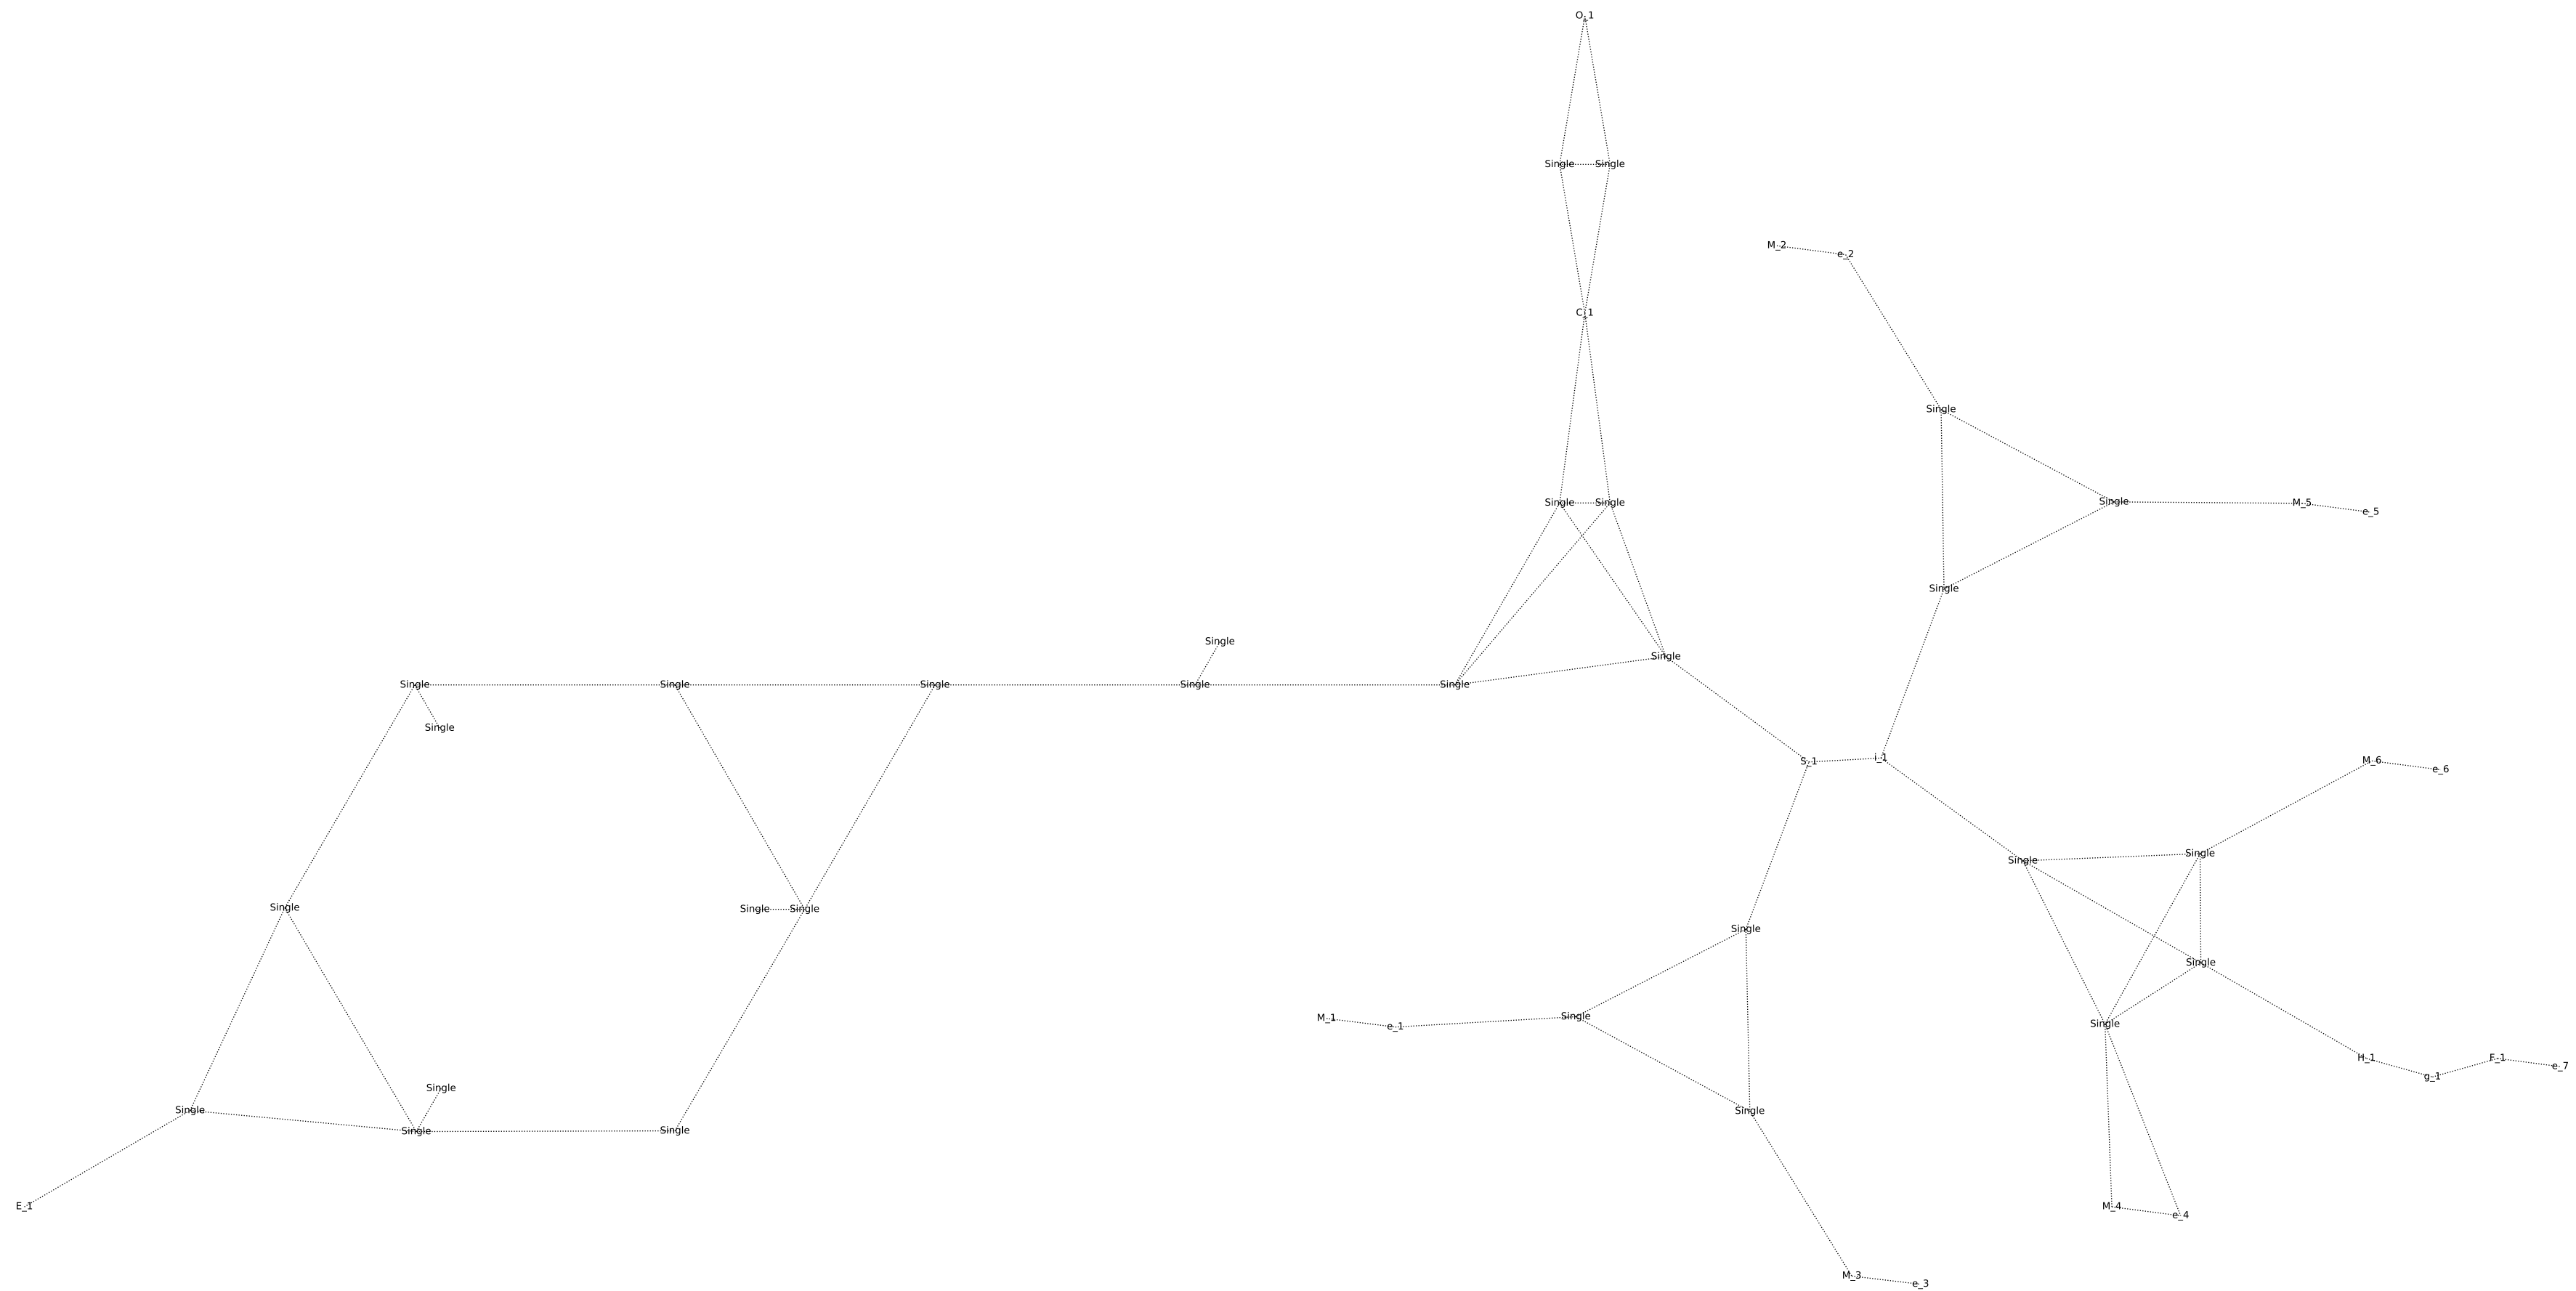 O_1
Single Single
M_2 e_2
C_1
Single
Single Single Single M_5 e_5
Single
Single
Single
Single Single Single Single Single
Single
S_1 i_1 M_6 e_6
Single Single
Single Single Single
Single
Single
M_1 e_1 Single Single
H_1 g_1 F_1 e_7
Single
Single Single Single Single
E_1 M_4 e_4
M_3 e_3